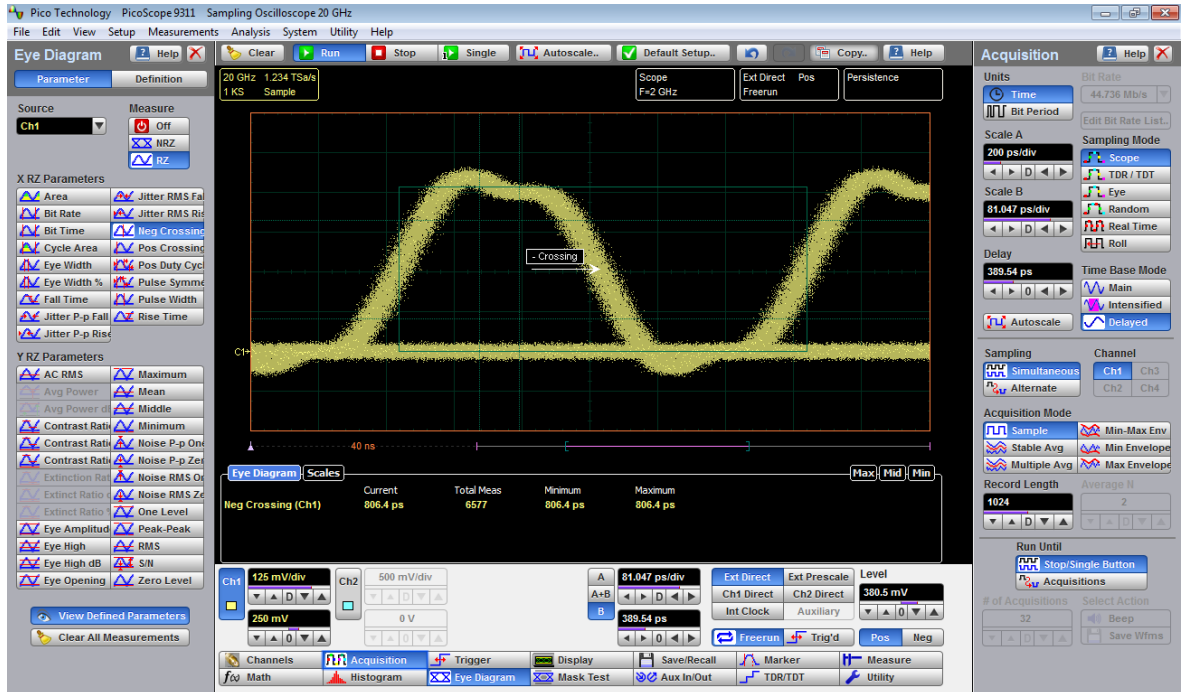 Pico Technology PicoScope 9311 Sampling Oscilloscope 20 GHz
File Edit View Setup Measurements Analysis System Utility Help
Eye Diagram Help
Parameter Definition
Source Measure
Ch1 Off
NRZ
RZ
X RZ Parameters
Area Jitter RMS Fal
Bit Rate Jitter RMS Ris
Bit Time Neg Crossing
Cycle Area Pos Crossing
Eye Width Pos Duty Cycl
Eye Width % Pulse Symme
Fall Time Pulse Width
Jitter P-p Fall Rise Time
Jitter P-p Rise
Y RZ Parameters
AC RMS Maximum
Avg Power Mean
Avg Power dB Middle
Contrast Ratio Minimum
Contrast Ratio Noise P-p One
Contrast Ratio Noise P-p Zer
Extinction Rat Noise RMS On
Extinct Ratio d Noise RMS Ze
Extinct Ratio % One Level
Eye Amplitud Peak-Peak
Eye High RMS
Eye High dB S/N
Eye Opening Zero Level
View Defined Parameters
Clear All Measurements
Clear Run Stop Single Autoscale.. Default Setup.. Copy.. Help
20 GHz 1.234 TSa/s
1 KS Sample
Scope
F=2 GHz
Ext Direct Pos
Freerun
Persistence
- Crossing
C1
40 ns
Eye Diagram Scales Max Mid Min
Current Total Meas Minimum Maximum
Neg Crossing (Ch1) 806.4 ps 6577 806.4 ps 806.4 ps
Ch1 125 mV/div Ch2 500 mV/div
D D
250 mV 0 V
0 0
A 81.047 ps/div
A+B D
B 389.54 ps
0
Ext Direct Ext Prescale Level
Ch1 Direct Ch2 Direct 380.5 mV
Int Clock Auxiliary 0
Freerun Trig'd Pos Neg
Channels Acquisition Trigger Display Save/Recall Marker Measure
f(x) Math Histogram Eye Diagram Mask Test Aux In/Out TDR/TDT Utility
Acquisition Help
Units Bit Rate
Time 44.736 Mb/s
Bit Period Edit Bit Rate List..
Scale A Sampling Mode
200 ps/div Scope
D TDR / TDT
Scale B Eye
81.047 ps/div Random
D Real Time
Roll
Delay
389.54 ps Time Base Mode
0 Main
Intensified
Autoscale Delayed
Sampling Channel
Simultaneous Ch1 Ch3
Alternate Ch2 Ch4
Acquisition Mode
Sample Min-Max Env
Stable Avg Min Envelope
Multiple Avg Max Envelope
Record Length Average N
1024 2
D D
Run Until
Stop/Single Button
Acquisitions
# of Acquisitions Select Action
32 Beep
D Save Wfms